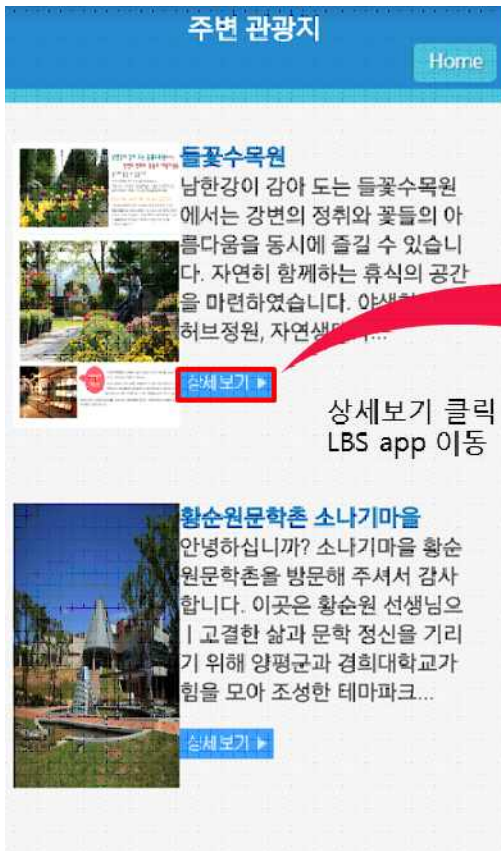 주변 관광지
Home
들꽃수목원
남한강이 감아 도는 들꽃수목원
에서는 강변의 정취와 꽃들의 아
름다움을 동시에 즐길 수 있습니
다. 자연히 함께하는 휴식의 공간
을 마련하였습니다.
허브정원,
상세보기 ▶
상세보기 클릭
LBS app 이동
황순원문학촌 소나기마을
안녕하십니까? 소나기마을 황순
원문학촌을 방문해 주셔서 감사
합니다. 이곳은 황순원 선생님으
ㅣ고결한 삶과 문학 정신을 거리
기 위해 양평군과 경희대학교가
힘을 모아 조성한 테마파크...
상세보기 ▶